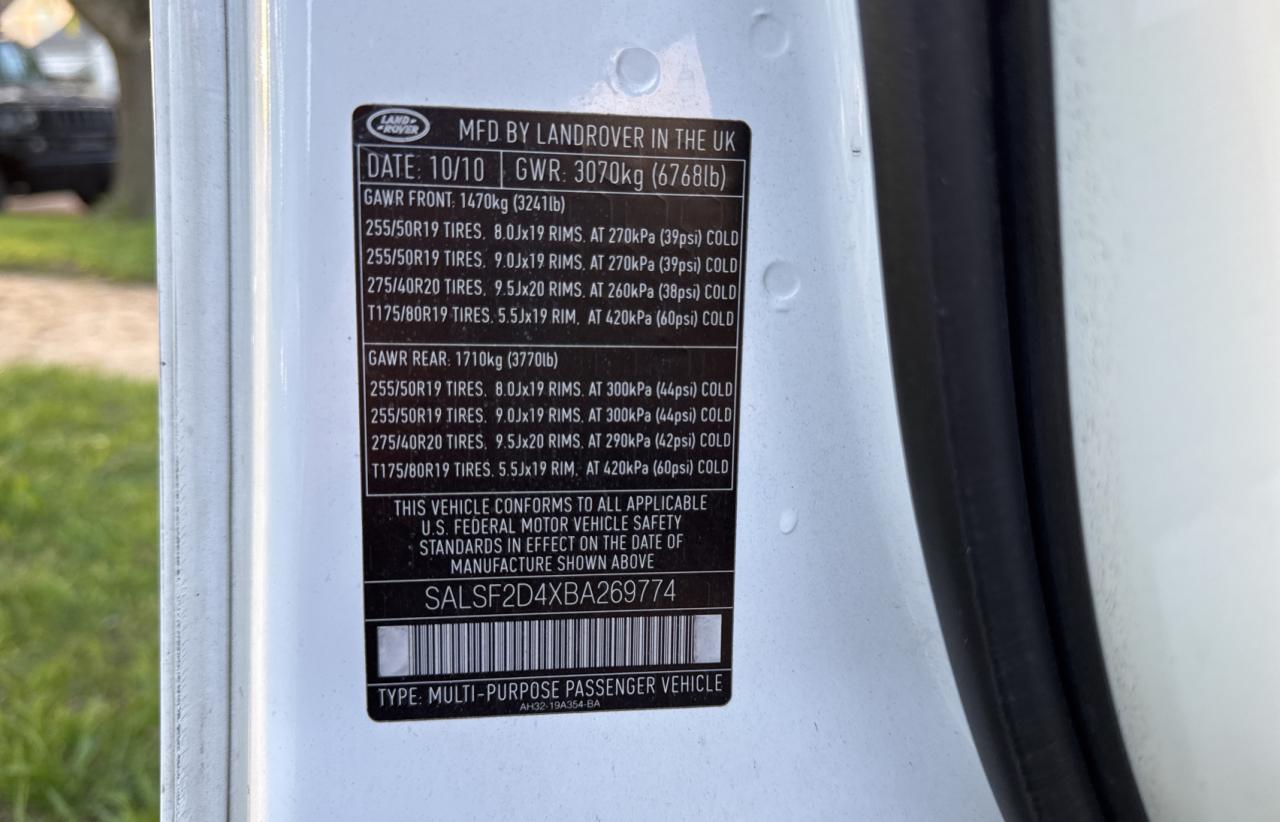 LAND ROVER
MFD BY LANDROVER IN THE UK
DATE: 10/10 GWR: 3070kg (6768lb)
GAWR FRONT: 1470kg (3241lb)
255/50R19 TIRES, 8.0Jx19 RIMS, AT 270kPa (39psi) COLD
255/50R19 TIRES, 9.0Jx19 RIMS, AT 270kPa (39psi) COLD
275/40R20 TIRES, 9.5Jx20 RIMS, AT 260kPa (38psi) COLD
T175/80R19 TIRES, 5.5Jx19 RIM, AT 420kPa (60psi) COLD
GAWR REAR: 1710kg (3770lb)
255/50R19 TIRES, 8.0Jx19 RIMS, AT 300kPa (44psi) COLD
255/50R19 TIRES, 9.0Jx19 RIMS, AT 300kPa (44psi) COLD
275/40R20 TIRES, 9.5Jx20 RIMS, AT 290kPa (42psi) COLD
T175/80R19 TIRES, 5.5Jx19 RIM, AT 420kPa (60psi) COLD
THIS VEHICLE CONFORMS TO ALL APPLICABLE
U.S. FEDERAL MOTOR VEHICLE SAFETY
STANDARDS IN EFFECT ON THE DATE OF
MANUFACTURE SHOWN ABOVE
SALSF2D4XBA269774
TYPE: MULTI-PURPOSE PASSENGER VEHICLE
AH32-19A354-BA